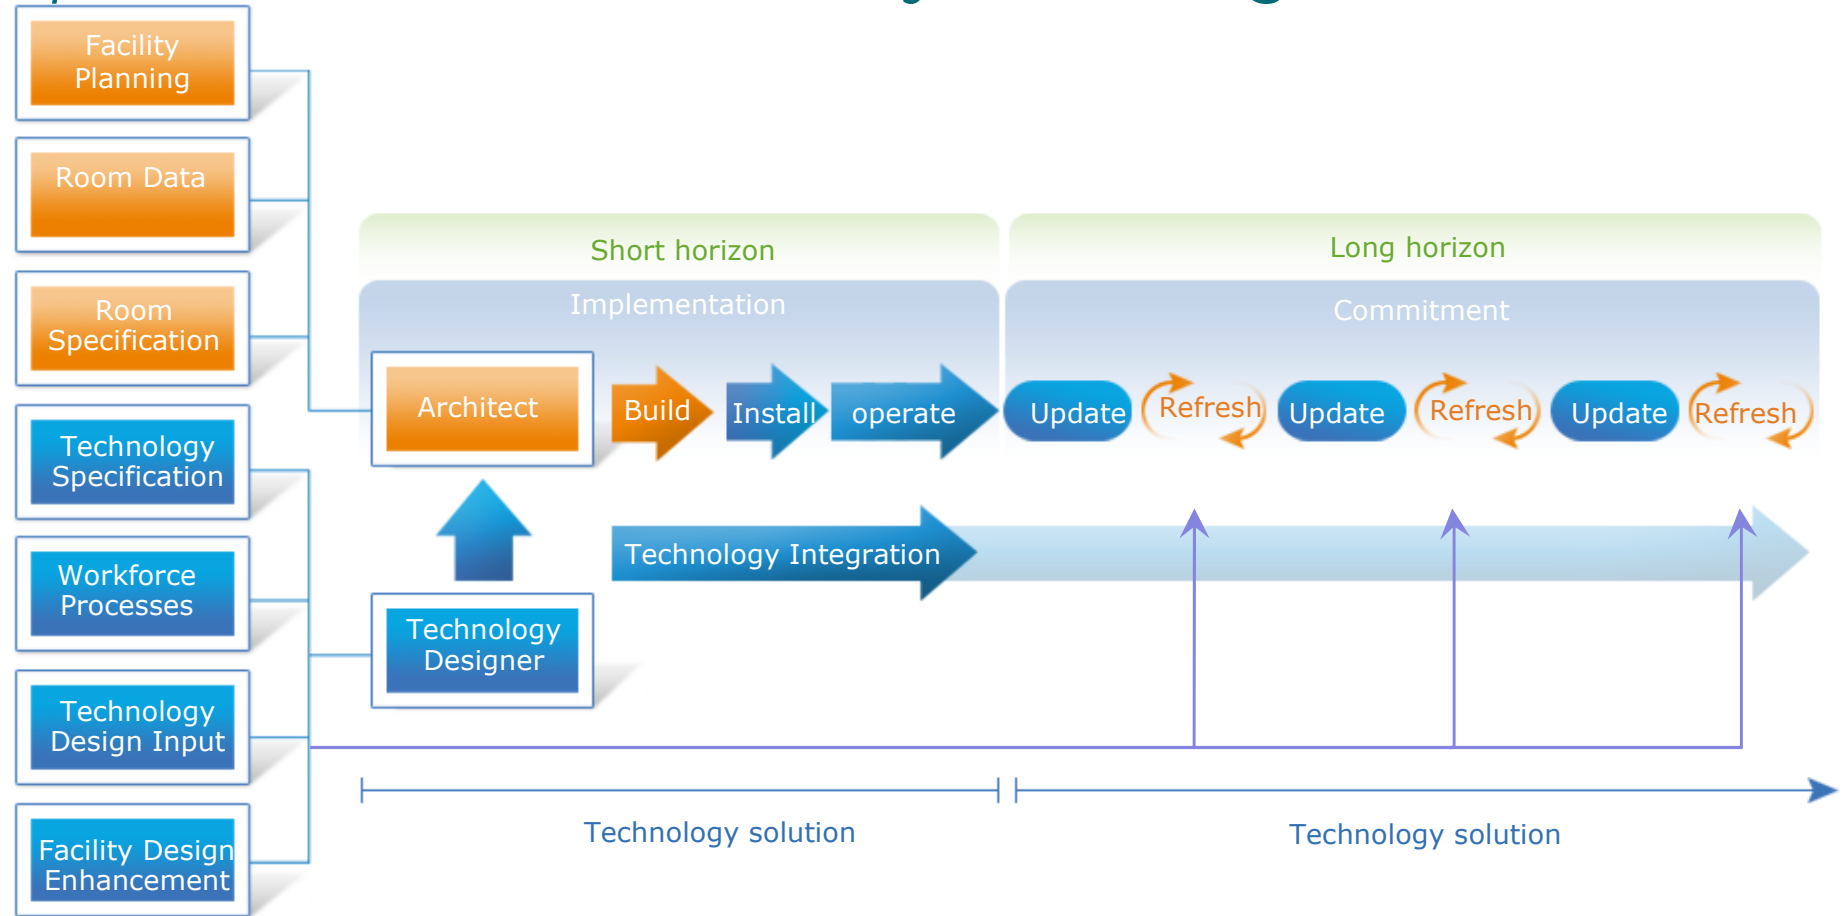 Facility
Planning
Room Data
Room
Specification
Technology
Specification
Workforce
Processes
Technology
Design Input
Facility Design
Enhancement
Short horizon
Long horizon
Implementation
Commitment
Architect
Build
Install
operate
Update
Refresh
Update
Refresh
Update
Refresh
Technology Integration
Technology
Designer
Technology solution
Technology solution